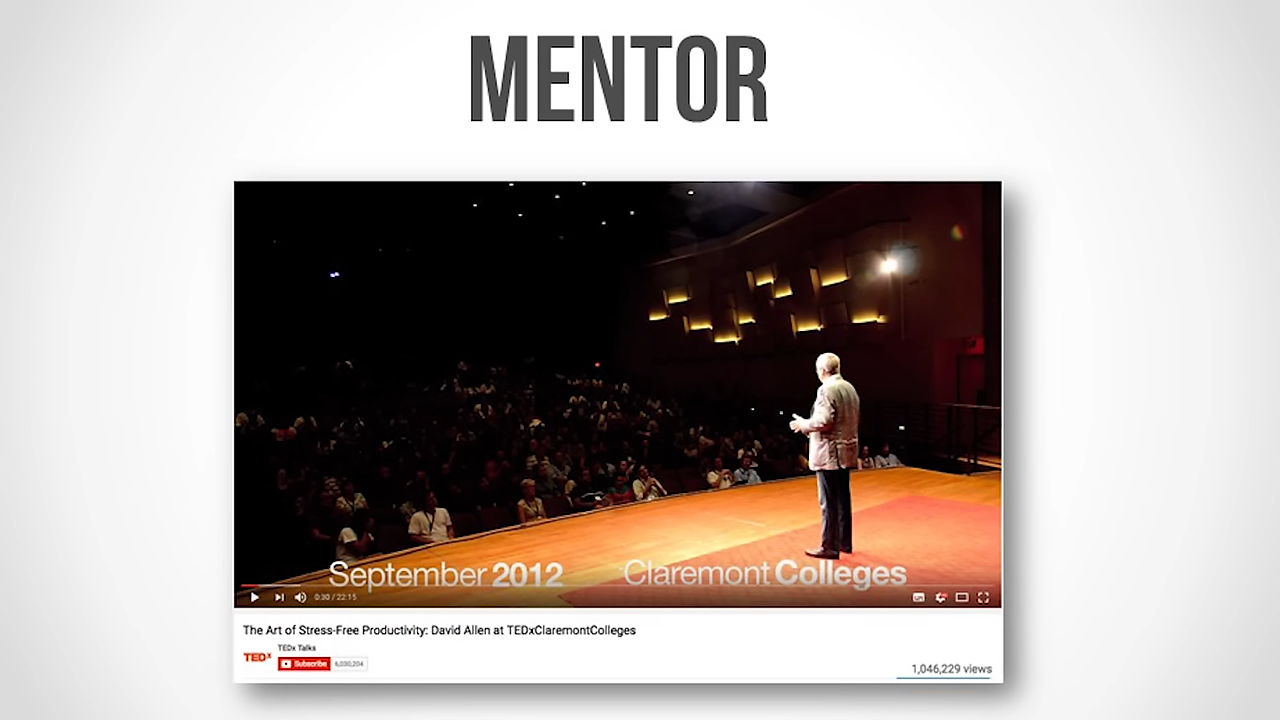 MENTOR
September 2012 Claremont Colleges
0:30 / 22:15
The Art of Stress-Free Productivity: David Allen at TEDxClaremontColleges
TEDx
TEDx Talks
Subscribe 6,030,204
1,046,229 views